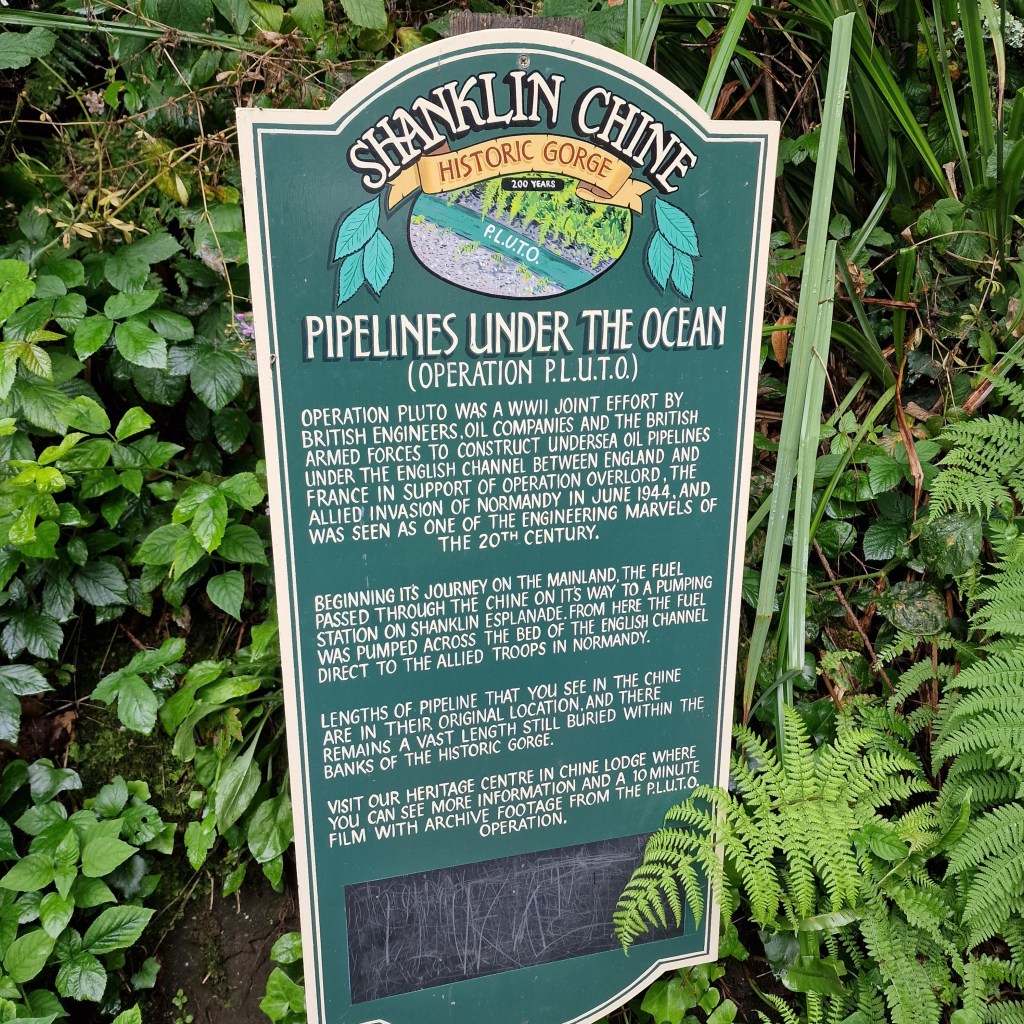 SHANKLIN CHINE
HISTORIC GORGE
200 YEARS
P.L.U.T.O.
PIPELINES UNDER THE OCEAN
(OPERATION P.L.U.T.O.)
OPERATION PLUTO WAS A WWII JOINT EFFORT BY
BRITISH ENGINEERS, OIL COMPANIES AND THE BRITISH
ARMED FORCES TO CONSTRUCT UNDERSEA OIL PIPELINES
UNDER THE ENGLISH CHANNEL BETWEEN ENGLAND AND
FRANCE IN SUPPORT OF OPERATION OVERLORD, THE
ALLIED INVASION OF NORMANDY IN JUNE 1944, AND
WAS SEEN AS ONE OF THE ENGINEERING MARVELS OF
THE 20TH CENTURY.
BEGINNING IT'S JOURNEY ON THE MAINLAND, THE FUEL
PASSED THROUGH THE CHINE ON IT'S WAY TO A PUMPING
STATION ON SHANKLIN ESPLANADE. FROM HERE THE FUEL
WAS PUMPED ACROSS THE BED OF THE ENGLISH CHANNEL
DIRECT TO THE ALLIED TROOPS IN NORMANDY.
LENGTHS OF PIPELINE THAT YOU SEE IN THE CHINE
ARE IN THEIR ORIGINAL LOCATION, AND THERE
REMAINS A VAST LENGTH STILL BURIED WITHIN THE
BANKS OF THE HISTORIC GORGE.
VISIT OUR HERITAGE CENTRE IN CHINE LODGE WHERE
YOU CAN SEE MORE INFORMATION AND A 10 MINUTE
FILM WITH ARCHIVE FOOTAGE FROM THE P.L.U.T.O.
OPERATION.